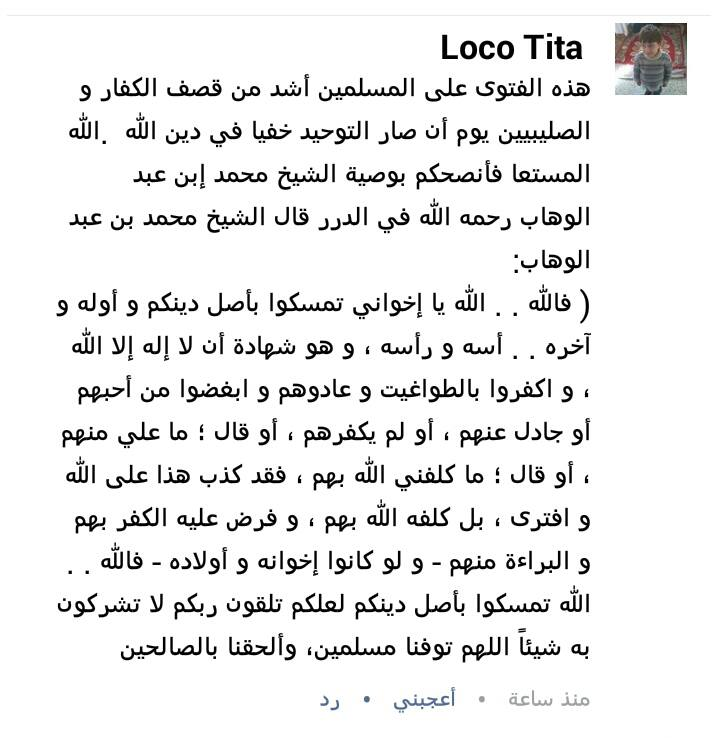 Loco Tita
هذه الفتوى على المسلمين أشد من قصف الكفار و
الصليبيين يوم أن صار التوحيد خفيا في دين الله .الله
المستعا فأنصحكم بوصية الشيخ محمد إبن عبد
الوهاب رحمه الله في الدرر قال الشيخ محمد بن عبد
الوهاب:
( فالله . . الله يا إخواني تمسكوا بأصل دينكم و أوله و
آخره . . أسه و رأسه ، و هو شهادة أن لا إله إلا الله
، و اكفروا بالطواغيت و عادوهم و ابغضوا من أحبهم
أو جادل عنهم ، أو لم يكفرهم ، أو قال ؛ ما علي منهم
، أو قال ؛ ما كلفني الله بهم ، فقد كذب هذا على الله
و افترى ، بل كلفه الله بهم ، و فرض عليه الكفر بهم
و البراءة منهم - و لو كانوا إخوانه و أولاده - فالله . .
الله تمسكوا بأصل دينكم لعلكم تلقون ربكم لا تشركون
به شيئاً اللهم توفنا مسلمين، وألحقنا بالصالحين
منذ ساعة • أعجبني • رد